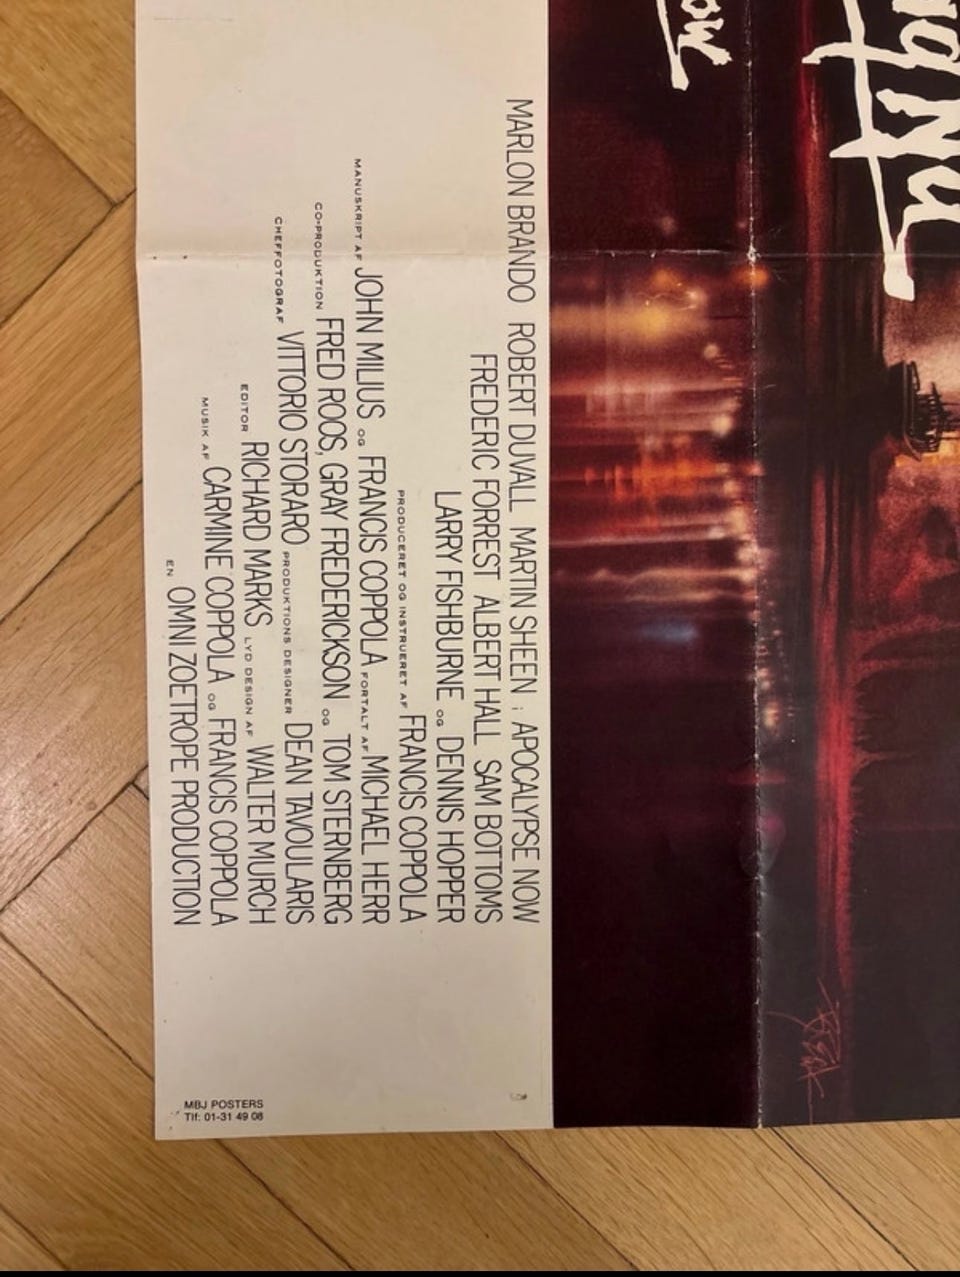 MARLON BRANDO ROBERT DUVALL MARTIN SHEEN i APOCALYPSE NOW
FREDERIC FORREST ALBERT HALL SAM BOTTOMS
LARRY FISHBURNE OG DENNIS HOPPER
PRODUCERET OG INSTRUERET AF FRANCIS COPPOLA
MANUSKRIPT AF JOHN MILIUS OG FRANCIS COPPOLA FORTALT AF MICHAEL HERR
CO-PRODUKTION FRED ROOS, GRAY FREDERICKSON OG TOM STERNBERG
CHEFFOTOGRAF VITTORIO STORARO PRODUKTIONS DESIGNER DEAN TAVOULARIS
EDITOR RICHARD MARKS LYD DESIGN AF WALTER MURCH
MUSIK AF CARMINE COPPOLA OG FRANCIS COPPOLA
EN OMNI ZOETROPE PRODUCTION
MBJ POSTERS
Tlf: 01-31 49 08